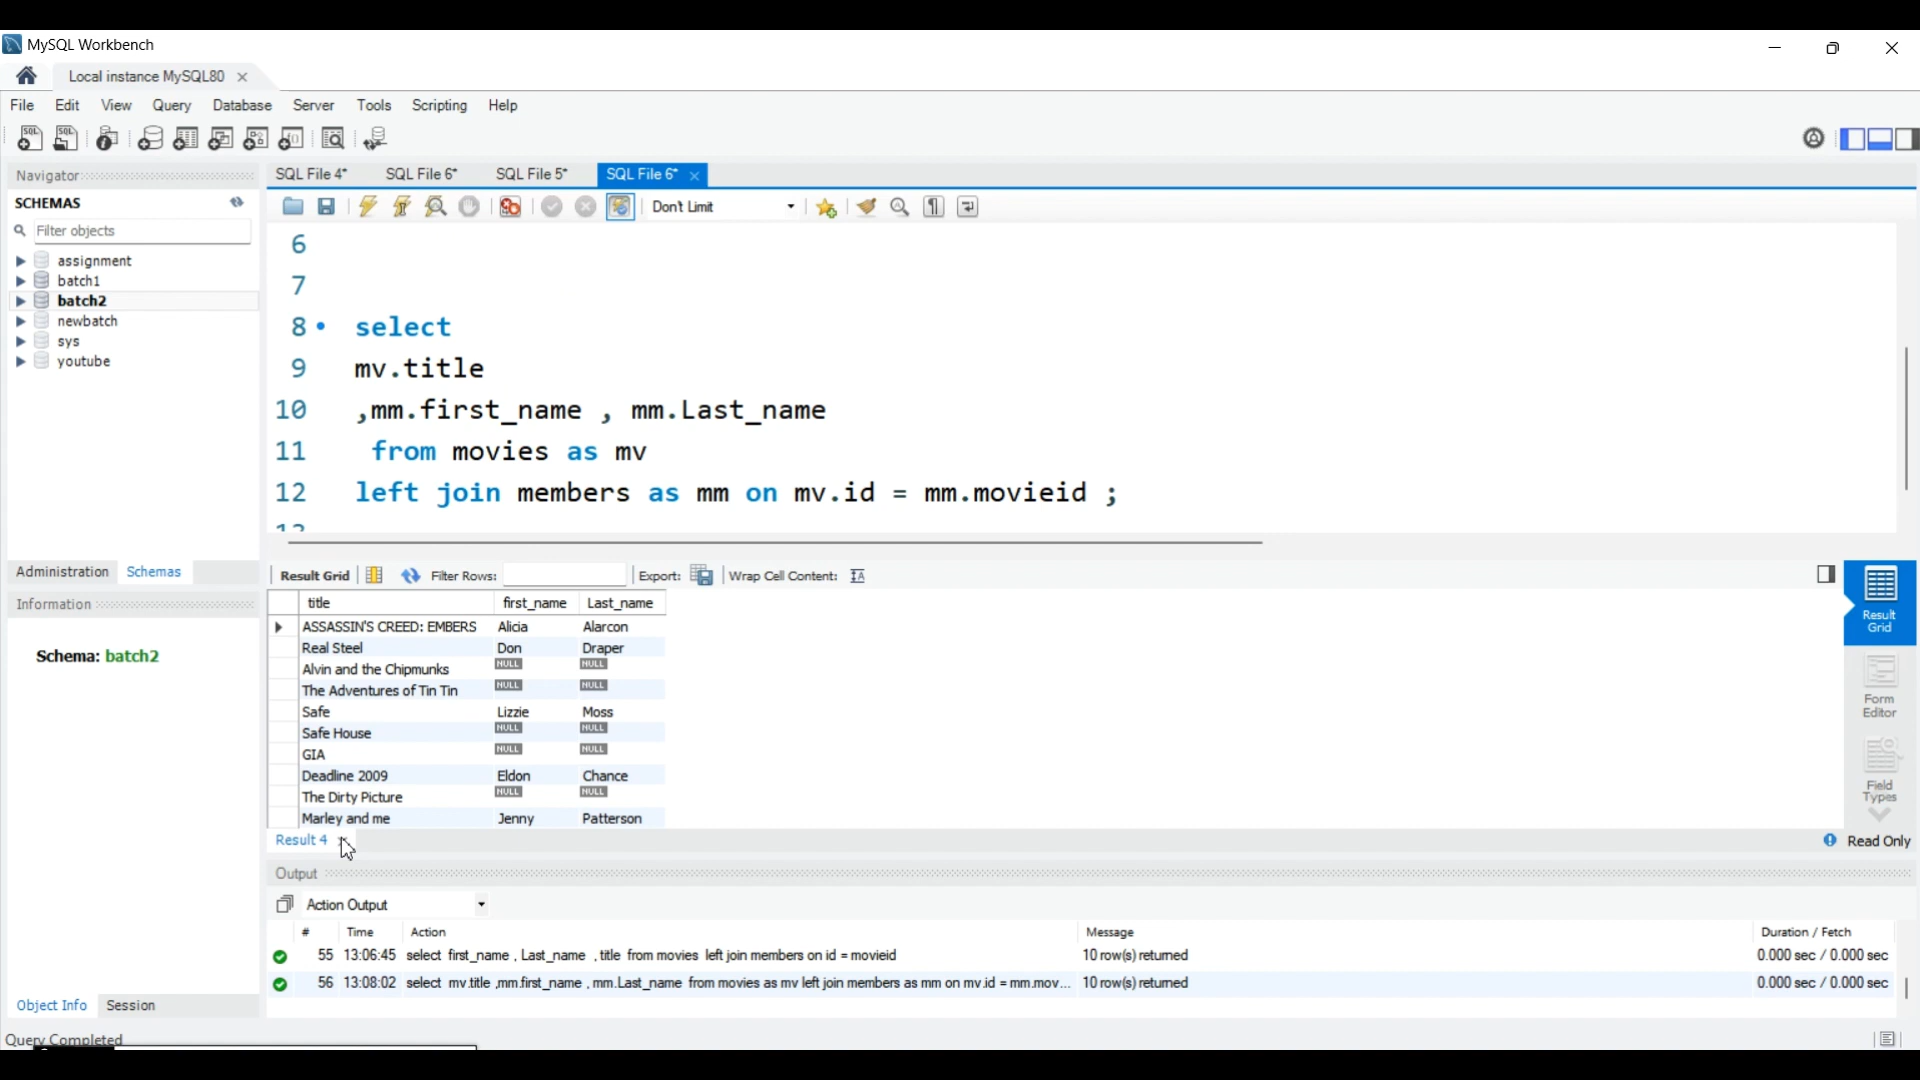 MySQL Workbench
Local instance MySQL80
File Edit View Query Database Server Tools Scripting Help
Navigator
SCHEMAS
Filter objects
assignment
batch1
batch2
newbatch
sys
youtube
Administration Schemas
Information
Schema: batch2
Object Info Session
Query Completed
SQL File 4* SQL File 6* SQL File 5* SQL File 6*
Don't Limit
6
7
8 select
9 mv.title
10 ,mm.first_name , mm.Last_name
11 from movies as mv
12 left join members as mm on mv.id = mm.movieid ;
13
Result Grid Filter Rows: Export: Wrap Cell Content:
title first_name Last_name
ASSASSIN'S CREED: EMBERS Alicia Alarcon
Real Steel Don Draper
Alvin and the Chipmunks NULL NULL
The Adventures of Tin Tin NULL NULL
Safe Lizzie Moss
Safe House NULL NULL
GIA NULL NULL
Deadline 2009 Eldon Chance
The Dirty Picture NULL NULL
Marley and me Jenny Patterson
Result
Grid
Form
Editor
Field
Types
Result 4
Read Only
Output
Action Output
# Time Action Message Duration / Fetch
55 13:06:45 select first_name , Last_name , title from movies left join members on id = movieid 10 row(s) returned 0.000 sec / 0.000 sec
56 13:08:02 select mv.title ,mm.first_name , mm.Last_name from movies as mv left join members as mm on mv.id = mm.mov... 10 row(s) returned 0.000 sec / 0.000 sec